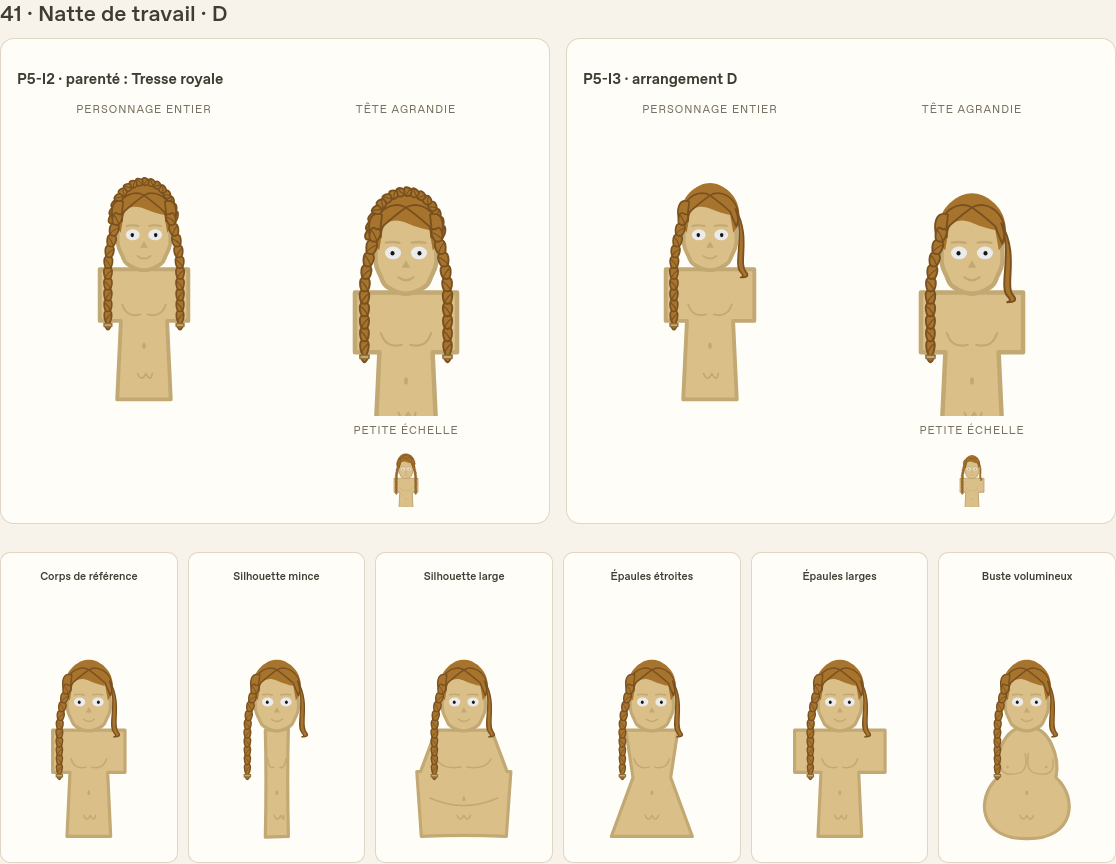 41 · Natte de travail · D
P5-I2 · parenté : Tresse royale
PERSONNAGE ENTIER
TÊTE AGRANDIE
PETITE ÉCHELLE
P5-I3 · arrangement D
PERSONNAGE ENTIER
TÊTE AGRANDIE
PETITE ÉCHELLE
Corps de référence
Silhouette mince
Silhouette large
Épaules étroites
Épaules larges
Buste volumineux